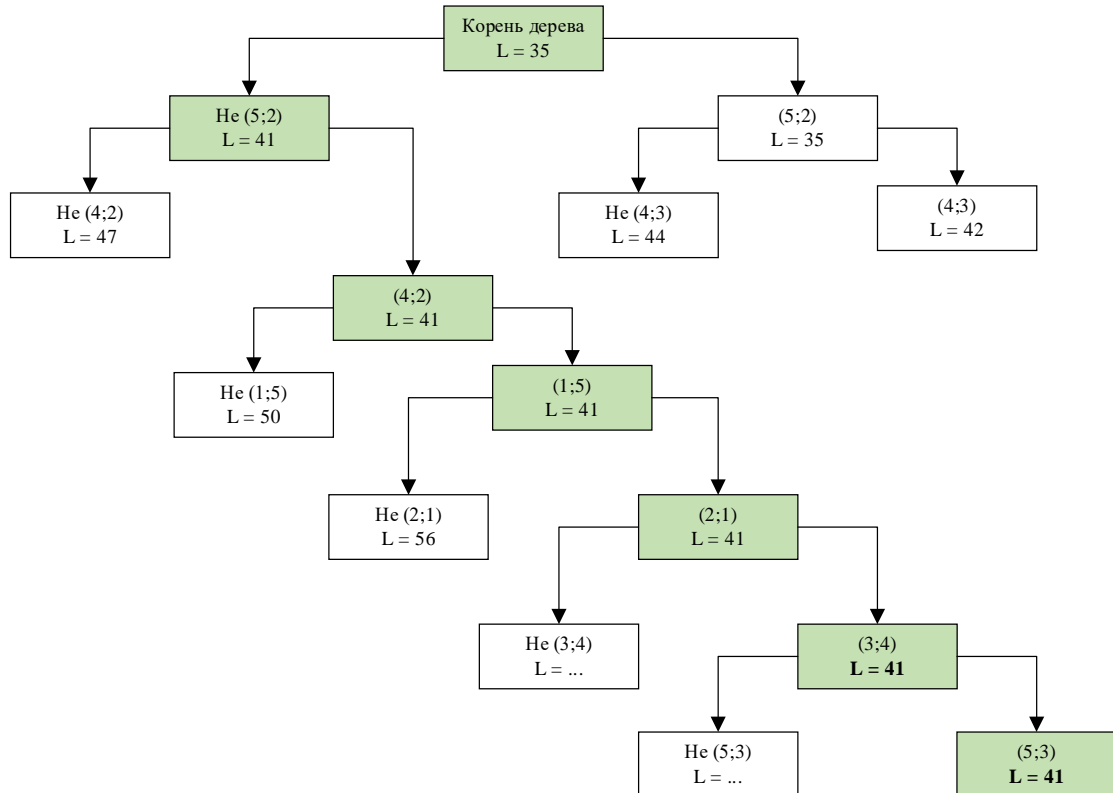 Корень дерева
L = 35
Не (5;2)
L = 41
(5;2)
L = 35
Не (4;2)
L = 47
Не (4;3)
L = 44
(4;3)
L = 42
(4;2)
L = 41
Не (1;5)
L = 50
(1;5)
L = 41
Не (2;1)
L = 56
(2;1)
L = 41
Не (3;4)
L = ...
(3;4)
L = 41
Не (5;3)
L = ...
(5;3)
L = 41